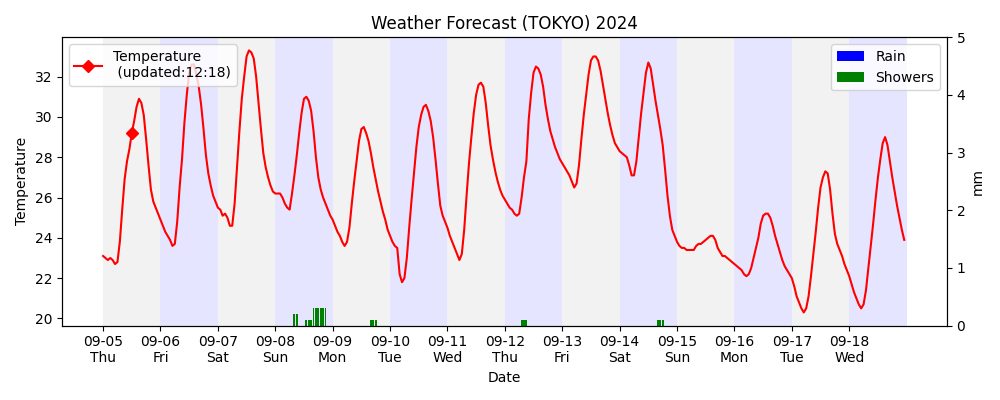 Weather Forecast (TOKYO) 2024
Temperature
(updated:12:18)
Rain
Showers
Temperature
32
30
28
26
24
22
20
5
4
3
2
1
0
mm
09-05 09-06 09-07 09-08 09-09 09-10 09-11 09-12 09-13 09-14 09-15 09-16 09-17 09-18
Thu Fri Sat Sun Mon Tue Wed Thu Fri Sat Sun Mon Tue Wed
Date